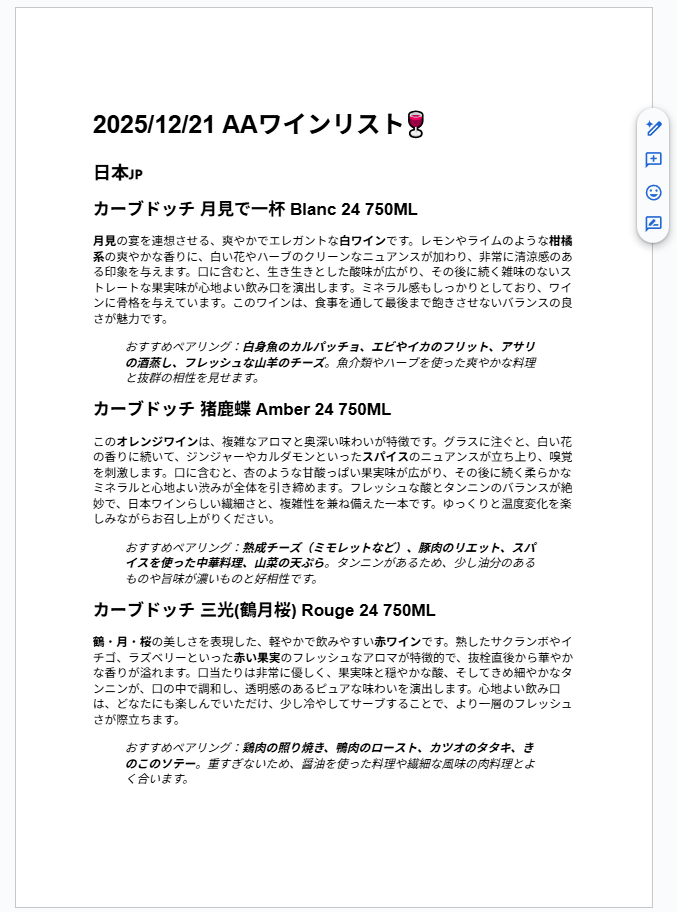 2025/12/21 AAワインリスト🍷
日本JP
カーブドッチ 月見で一杯 Blanc 24 750ML
月見の宴を連想させる、爽やかでエレガントな白ワインです。レモンやライムのような柑橘
系の爽やかな香りに、白い花やハーブのクリーンなニュアンスが加わり、非常に清涼感のあ
る印象を与えます。口に含むと、生き生きとした酸味が広がり、その後に続く雑味のないス
トレートな果実味が心地よい飲み口を演出します。ミネラル感もしっかりとしており、ワイ
ンに骨格を与えています。このワインは、食事を通して最後まで飽きさせないバランスの良
さが魅力です。
おすすめペアリング：白身魚のカルパッチョ、エビやイカのフリット、アサリ
の酒蒸し、フレッシュな山羊のチーズ。魚介類やハーブを使った爽やかな料理
と抜群の相性を見せます。
カーブドッチ 猪鹿蝶 Amber 24 750ML
このオレンジワインは、複雑なアロマと奥深い味わいが特徴です。グラスに注ぐと、白い花
の香りに続いて、ジンジャーやカルダモンといったスパイスのニュアンスが立ち上り、嗅覚
を刺激します。口に含むと、杏のような甘酸っぱい果実味が広がり、その後に続く柔らかな
ミネラルと心地よい渋みが全体を引き締めます。フレッシュな酸とタンニンのバランスが絶
妙で、日本ワインらしい繊細さと、複雑性を兼ね備えた一本です。ゆっくりと温度変化を楽
しみながらお召し上がりください。
おすすめペアリング：熟成チーズ（ミモレットなど）、豚肉のリエット、スパ
イスを使った中華料理、山菜の天ぷら。タンニンがあるため、少し油分のある
ものや旨味が濃いものと好相性です。
カーブドッチ 三光(鶴月桜) Rouge 24 750ML
鶴・月・桜の美しさを表現した、軽やかで飲みやすい赤ワインです。熟したサクランボやイ
チゴ、ラズベリーといった赤い果実のフレッシュなアロマが特徴的で、抜栓直後から華やか
な香りが溢れます。口当たりは非常に優しく、果実味と穏やかな酸、そしてきめ細やかなタ
ンニンが、口の中で調和し、透明感のあるピュアな味わいを演出します。心地よい飲み口
は、どなたにも楽しんでいただけ、少し冷やしてサーブすることで、より一層のフレッシュ
さが際立ちます。
おすすめペアリング：鶏肉の照り焼き、鴨肉のロースト、カツオのタタキ、き
のこのソテー。重すぎないため、醤油を使った料理や繊細な風味の肉料理とよ
く合います。